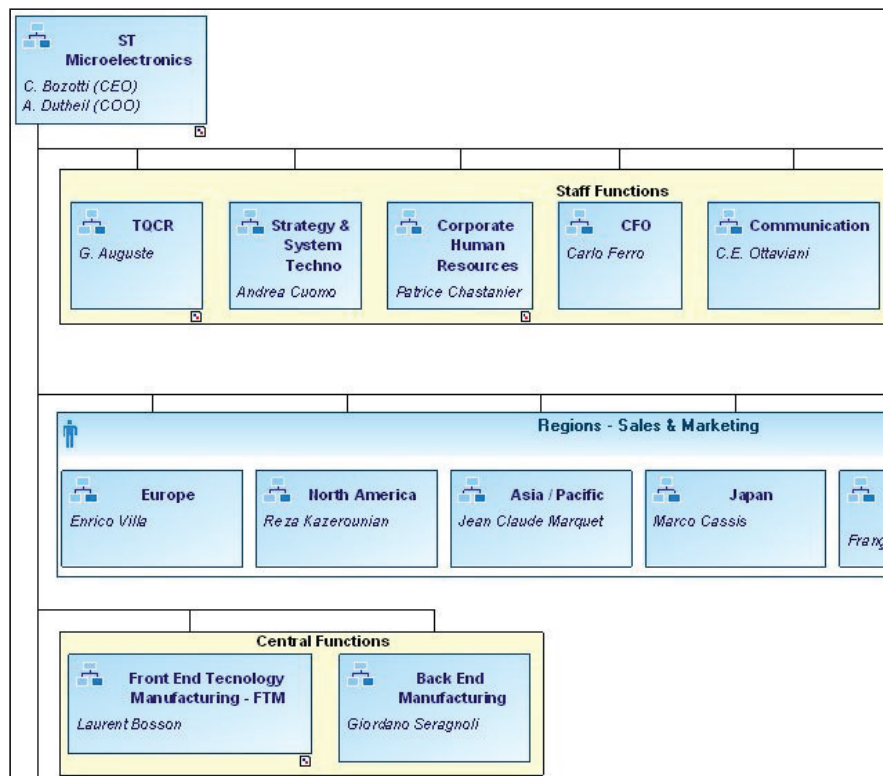 ST
Microelectronics
C. Bozotti (CEO)
A. Dutheil (COO)
Staff Functions
TQCR
G. Auguste
Strategy &
System
Techno
Andrea Cuomo
Corporate
Human
Resources
Patrice Chastanier
CFO
Carlo Ferro
Communication
C.E. Ottaviani
Regions - Sales & Marketing
Europe
Enrico Villa
North America
Reza Kazerounian
Asia / Pacific
Jean Claude Marquet
Japan
Marco Cassis
Central Functions
Front End Tecnology
Manufacturing - FTM
Laurent Bosson
Back End
Manufacturing
Giordano Seragnoli